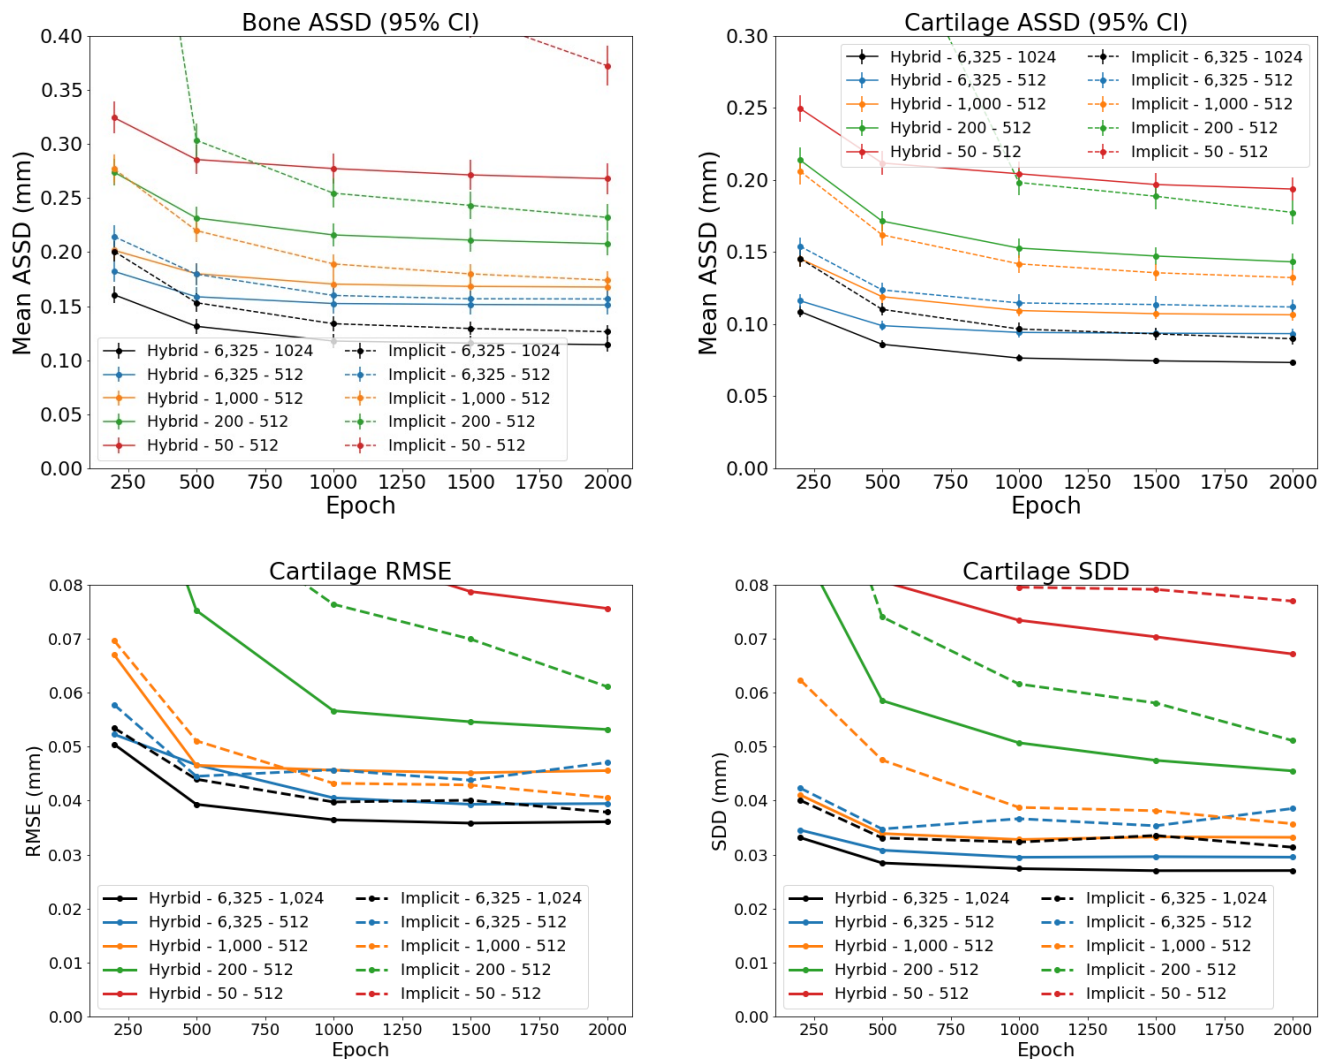 Bone ASSD (95% CI)
Mean ASSD (mm)
0.40
0.35
0.30
0.25
0.20
0.15
0.10
0.05
0.00
Hybrid - 6,325 - 1024
Hybrid - 6,325 - 512
Hybrid - 1,000 - 512
Hybrid - 200 - 512
Hybrid - 50 - 512
Implicit - 6,325 - 1024
Implicit - 6,325 - 512
Implicit - 1,000 - 512
Implicit - 200 - 512
Implicit - 50 - 512
250 500 750 1000 1250 1500 1750 2000
Epoch
Cartilage ASSD (95% CI)
Mean ASSD (mm)
0.30
0.25
0.20
0.15
0.10
0.05
0.00
Hybrid - 6,325 - 1024
Hybrid - 6,325 - 512
Hybrid - 1,000 - 512
Hybrid - 200 - 512
Hybrid - 50 - 512
Implicit - 6,325 - 1024
Implicit - 6,325 - 512
Implicit - 1,000 - 512
Implicit - 200 - 512
Implicit - 50 - 512
250 500 750 1000 1250 1500 1750 2000
Epoch
Cartilage RMSE
RMSE (mm)
0.08
0.07
0.06
0.05
0.04
0.03
0.02
0.01
0.00
Hyrbid - 6,325 - 1,024
Hyrbid - 6,325 - 512
Hyrbid - 1,000 - 512
Hyrbid - 200 - 512
Hyrbid - 50 - 512
Implicit - 6,325 - 1,024
Implicit - 6,325 - 512
Implicit - 1,000 - 512
Implicit - 200 - 512
Implicit - 50 - 512
250 500 750 1000 1250 1500 1750 2000
Epoch
Cartilage SDD
SDD (mm)
0.08
0.07
0.06
0.05
0.04
0.03
0.02
0.01
0.00
Hyrbid - 6,325 - 1,024
Hyrbid - 6,325 - 512
Hyrbid - 1,000 - 512
Hyrbid - 200 - 512
Hyrbid - 50 - 512
Implicit - 6,325 - 1,024
Implicit - 6,325 - 512
Implicit - 1,000 - 512
Implicit - 200 - 512
Implicit - 50 - 512
250 500 750 1000 1250 1500 1750 2000
Epoch